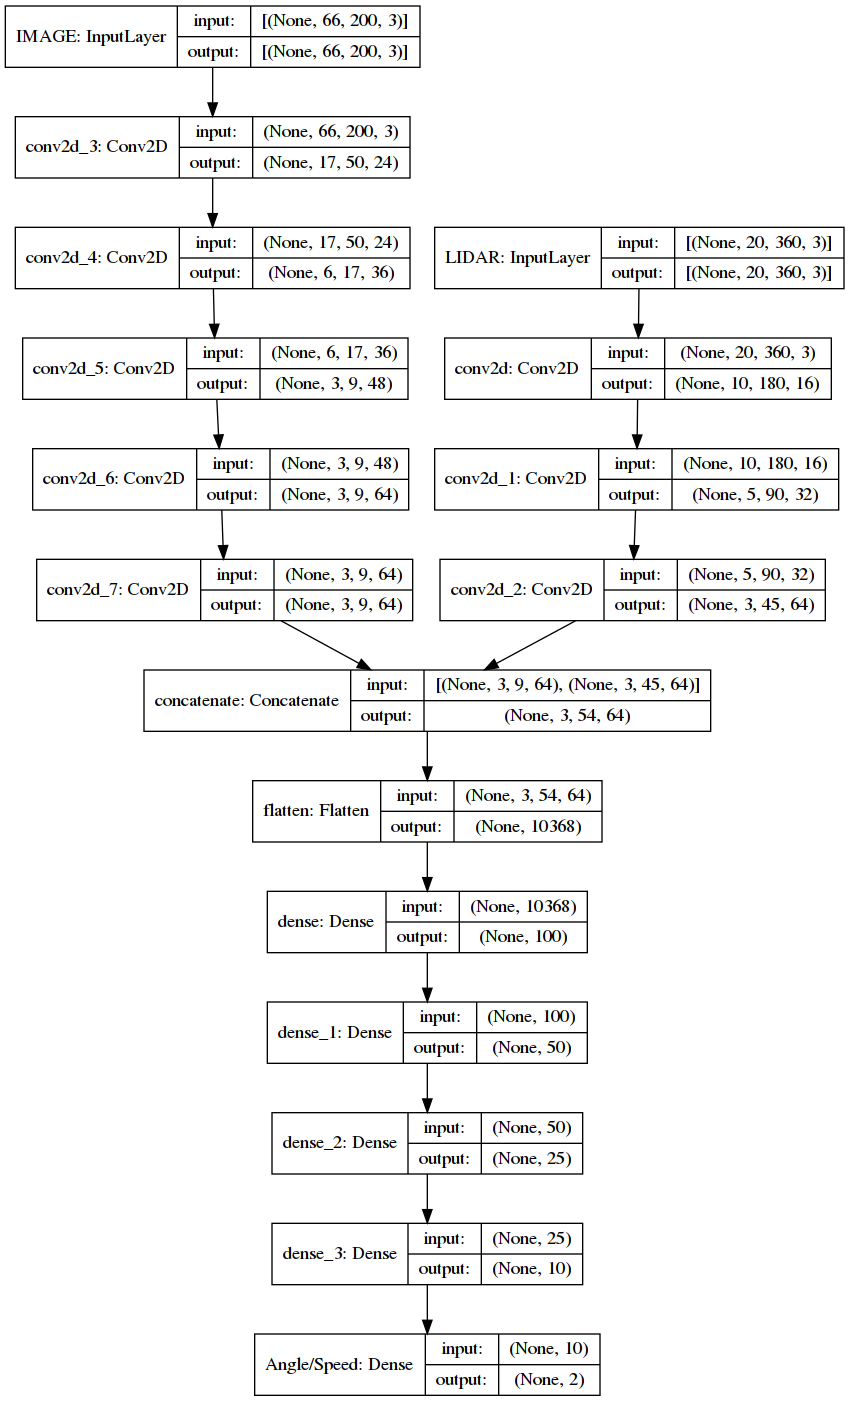 IMAGE: InputLayer
input:
[(None, 66, 200, 3)]
output:
[(None, 66, 200, 3)]
conv2d_3: Conv2D
input:
(None, 66, 200, 3)
output:
(None, 17, 50, 24)
conv2d_4: Conv2D
input:
(None, 17, 50, 24)
output:
(None, 6, 17, 36)
LIDAR: InputLayer
input:
[(None, 20, 360, 3)]
output:
[(None, 20, 360, 3)]
conv2d_5: Conv2D
input:
(None, 6, 17, 36)
output:
(None, 3, 9, 48)
conv2d: Conv2D
input:
(None, 20, 360, 3)
output:
(None, 10, 180, 16)
conv2d_6: Conv2D
input:
(None, 3, 9, 48)
output:
(None, 3, 9, 64)
conv2d_1: Conv2D
input:
(None, 10, 180, 16)
output:
(None, 5, 90, 32)
conv2d_7: Conv2D
input:
(None, 3, 9, 64)
output:
(None, 3, 9, 64)
conv2d_2: Conv2D
input:
(None, 5, 90, 32)
output:
(None, 3, 45, 64)
concatenate: Concatenate
input:
[(None, 3, 9, 64), (None, 3, 45, 64)]
output:
(None, 3, 54, 64)
flatten: Flatten
input:
(None, 3, 54, 64)
output:
(None, 10368)
dense: Dense
input:
(None, 10368)
output:
(None, 100)
dense_1: Dense
input:
(None, 100)
output:
(None, 50)
dense_2: Dense
input:
(None, 50)
output:
(None, 25)
dense_3: Dense
input:
(None, 25)
output:
(None, 10)
Angle/Speed: Dense
input:
(None, 10)
output:
(None, 2)